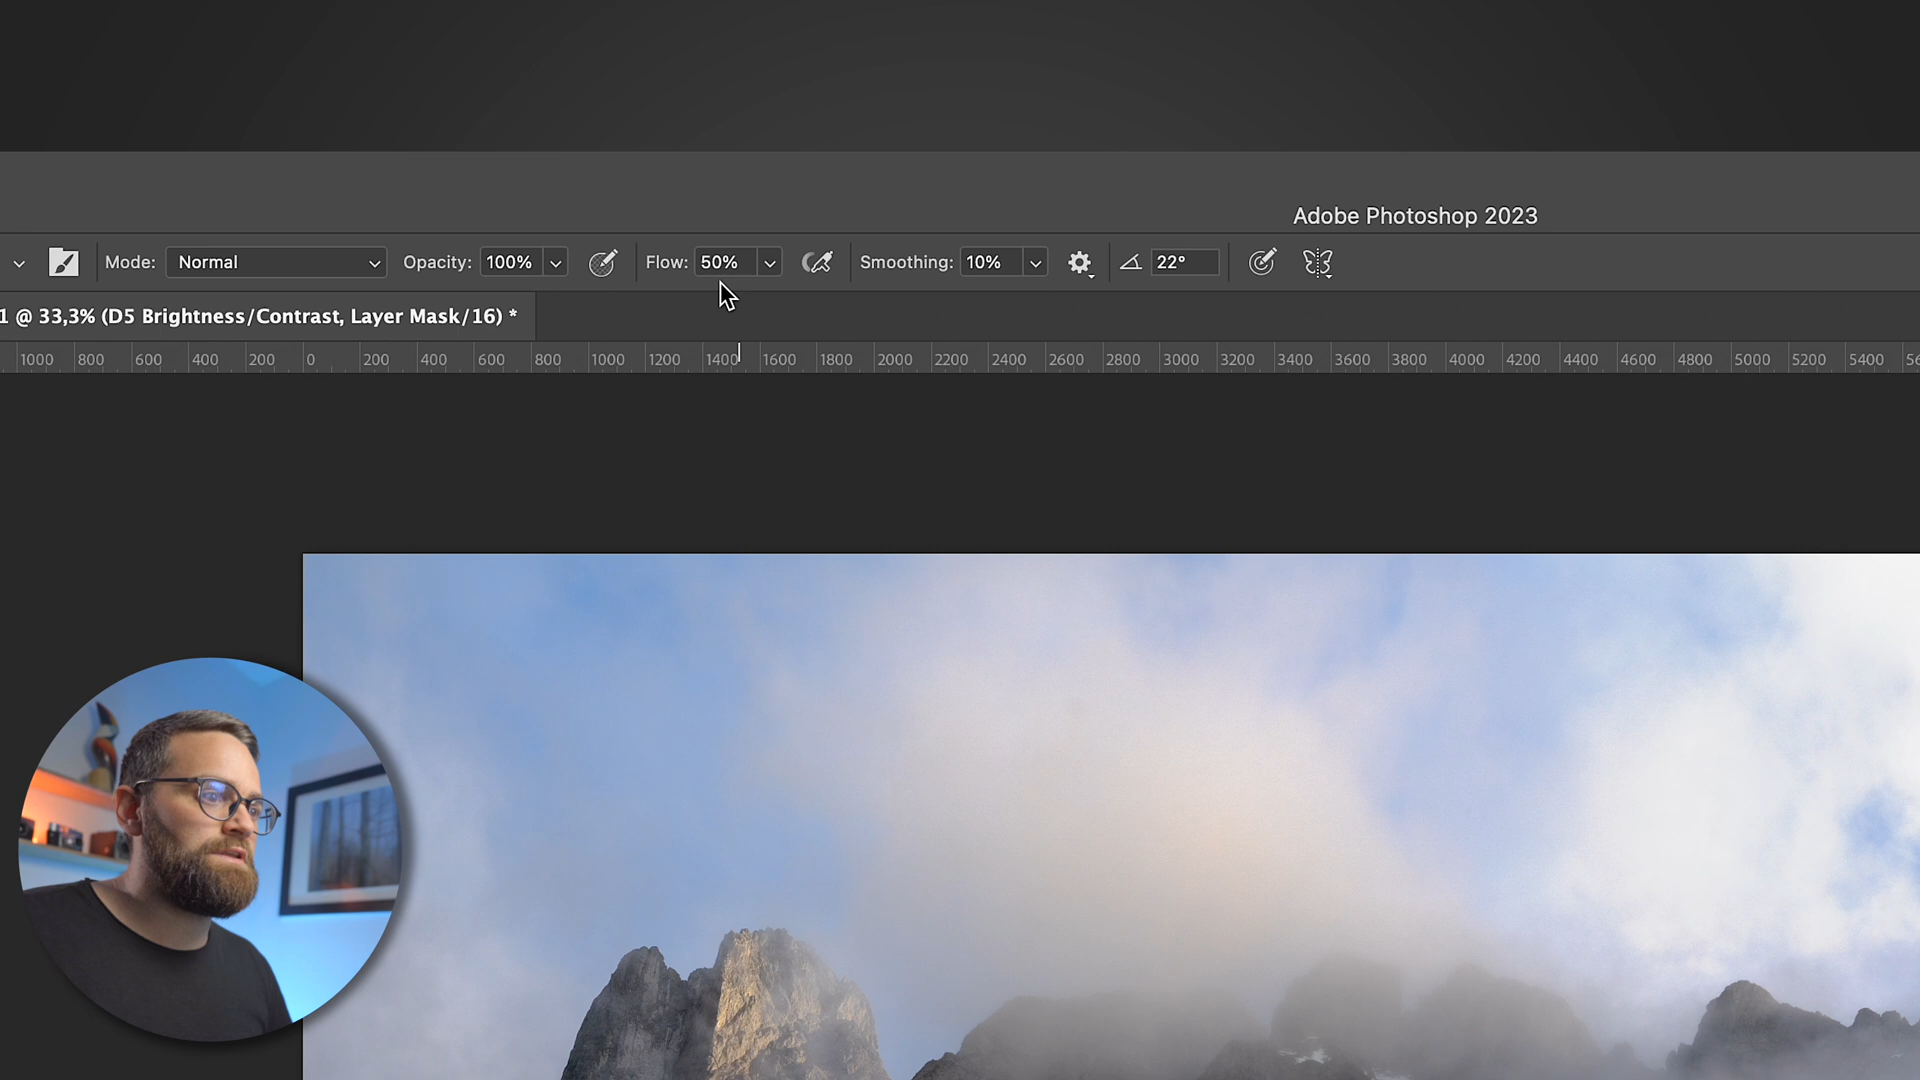 Adobe Photoshop 2023
Mode: Normal Opacity: 100% Flow: 50% Smoothing: 10% 22°
1 @ 33,3% (D5 Brightness/Contrast, Layer Mask/16) *
1000 800 600 400 200 0 200 400 600 800 1000 1200 1400 1600 1800 2000 2200 2400 2600 2800 3000 3200 3400 3600 3800 4000 4200 4400 4600 4800 5000 5200 5400 56